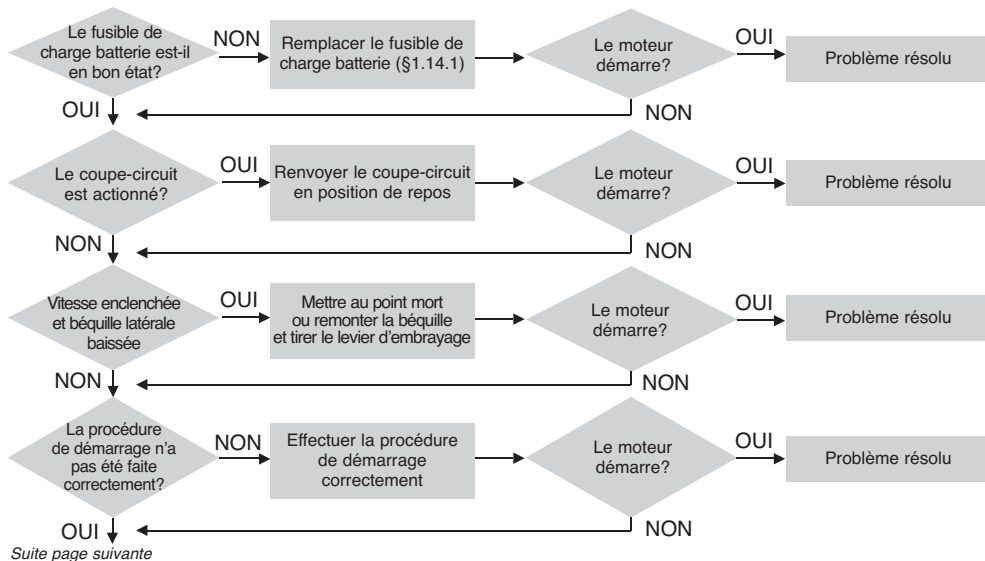 Le fusible de
charge batterie est-il
en bon état?
NON
Remplacer le fusible de
charge batterie (§1.14.1)
Le moteur
démarre?
OUI
Problème résolu
OUI
NON
Le coupe-circuit
est actionné?
OUI
Renvoyer le coupe-circuit
en position de repos
Le moteur
démarre?
OUI
Problème résolu
NON
NON
Vitesse enclenchée
et béquille latérale
baissée
OUI
Mettre au point mort
ou remonter la béquille
et tirer le levier d'embrayage
Le moteur
démarre?
OUI
Problème résolu
NON
NON
La procédure
de démarrage n'a
pas été faite
correctement?
NON
Effectuer la procédure
de démarrage
correctement
Le moteur
démarre?
OUI
Problème résolu
OUI
NON
Suite page suivante